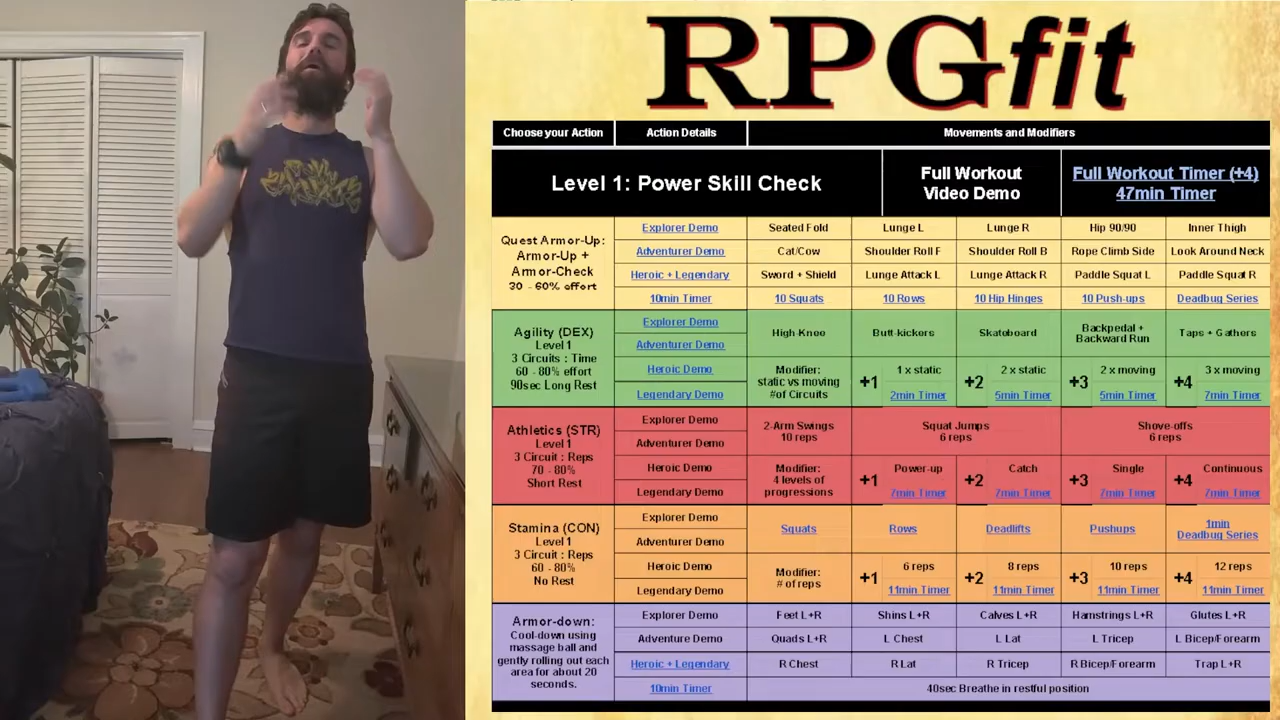 RPGfit
Choose your Action Action Details Movements and Modifiers
Level 1: Power Skill Check Full Workout Video Demo Full Workout Timer (+4) 47min Timer
Quest Armor-Up:
Armor-Up +
Armor-Check
30 - 60% effort
Explorer Demo Seated Fold Lunge L Lunge R Hip 90/90 Inner Thigh
Adventurer Demo Cat/Cow Shoulder Roll F Shoulder Roll B Rope Climb Side Look Around Neck
Heroic + Legendary Sword + Shield Lunge Attack L Lunge Attack R Paddle Squat L Paddle Squat R
10min Timer 10 Squats 10 Rows 10 Hip Hinges 10 Push-ups Deadbug Series
Agility (DEX)
Level 1
3 Circuits : Time
60 - 80% effort
90sec Long Rest
Explorer Demo
Adventurer Demo
High Knee Butt-kickers Skateboard Backpedal + Backward Run Taps + Gathers
Heroic Demo
Legendary Demo
Modifier:
static vs moving
#of Circuits
+1 1 x static 2min Timer
+2 2 x static 5min Timer
+3 2 x moving 5min Timer
+4 3 x moving 7min Timer
Athletics (STR)
Level 1
3 Circuit : Reps
70 - 80%
Short Rest
Explorer Demo
Adventurer Demo
2-Arm Swings
10 reps
Squat Jumps
6 reps
Shove-offs
6 reps
Heroic Demo
Legendary Demo
Modifier:
4 levels of
progressions
+1 Power-up 7min Timer
+2 Catch 7min Timer
+3 Single 7min Timer
+4 Continuous 7min Timer
Stamina (CON)
Level 1
3 Circuit : Reps
60 - 80%
No Rest
Explorer Demo
Adventurer Demo
Squats Rows Deadlifts Pushups 1min Deadbug Series
Heroic Demo
Legendary Demo
Modifier:
# of reps
+1 6 reps 11min Timer
+2 8 reps 11min Timer
+3 10 reps 11min Timer
+4 12 reps 11min Timer
Armor-down:
Cool-down using
massage ball and
gently rolling out each
area for about 20
seconds.
Explorer Demo Feet L+R Shins L+R Calves L+R Hamstrings L+R Glutes L+R
Adventure Demo Quads L+R L Chest L Lat L Tricep L Bicep/Forearm
Heroic + Legendary R Chest R Lat R Tricep R Bicep/Forearm Trap L+R
10min Timer 40sec Breathe in restful position